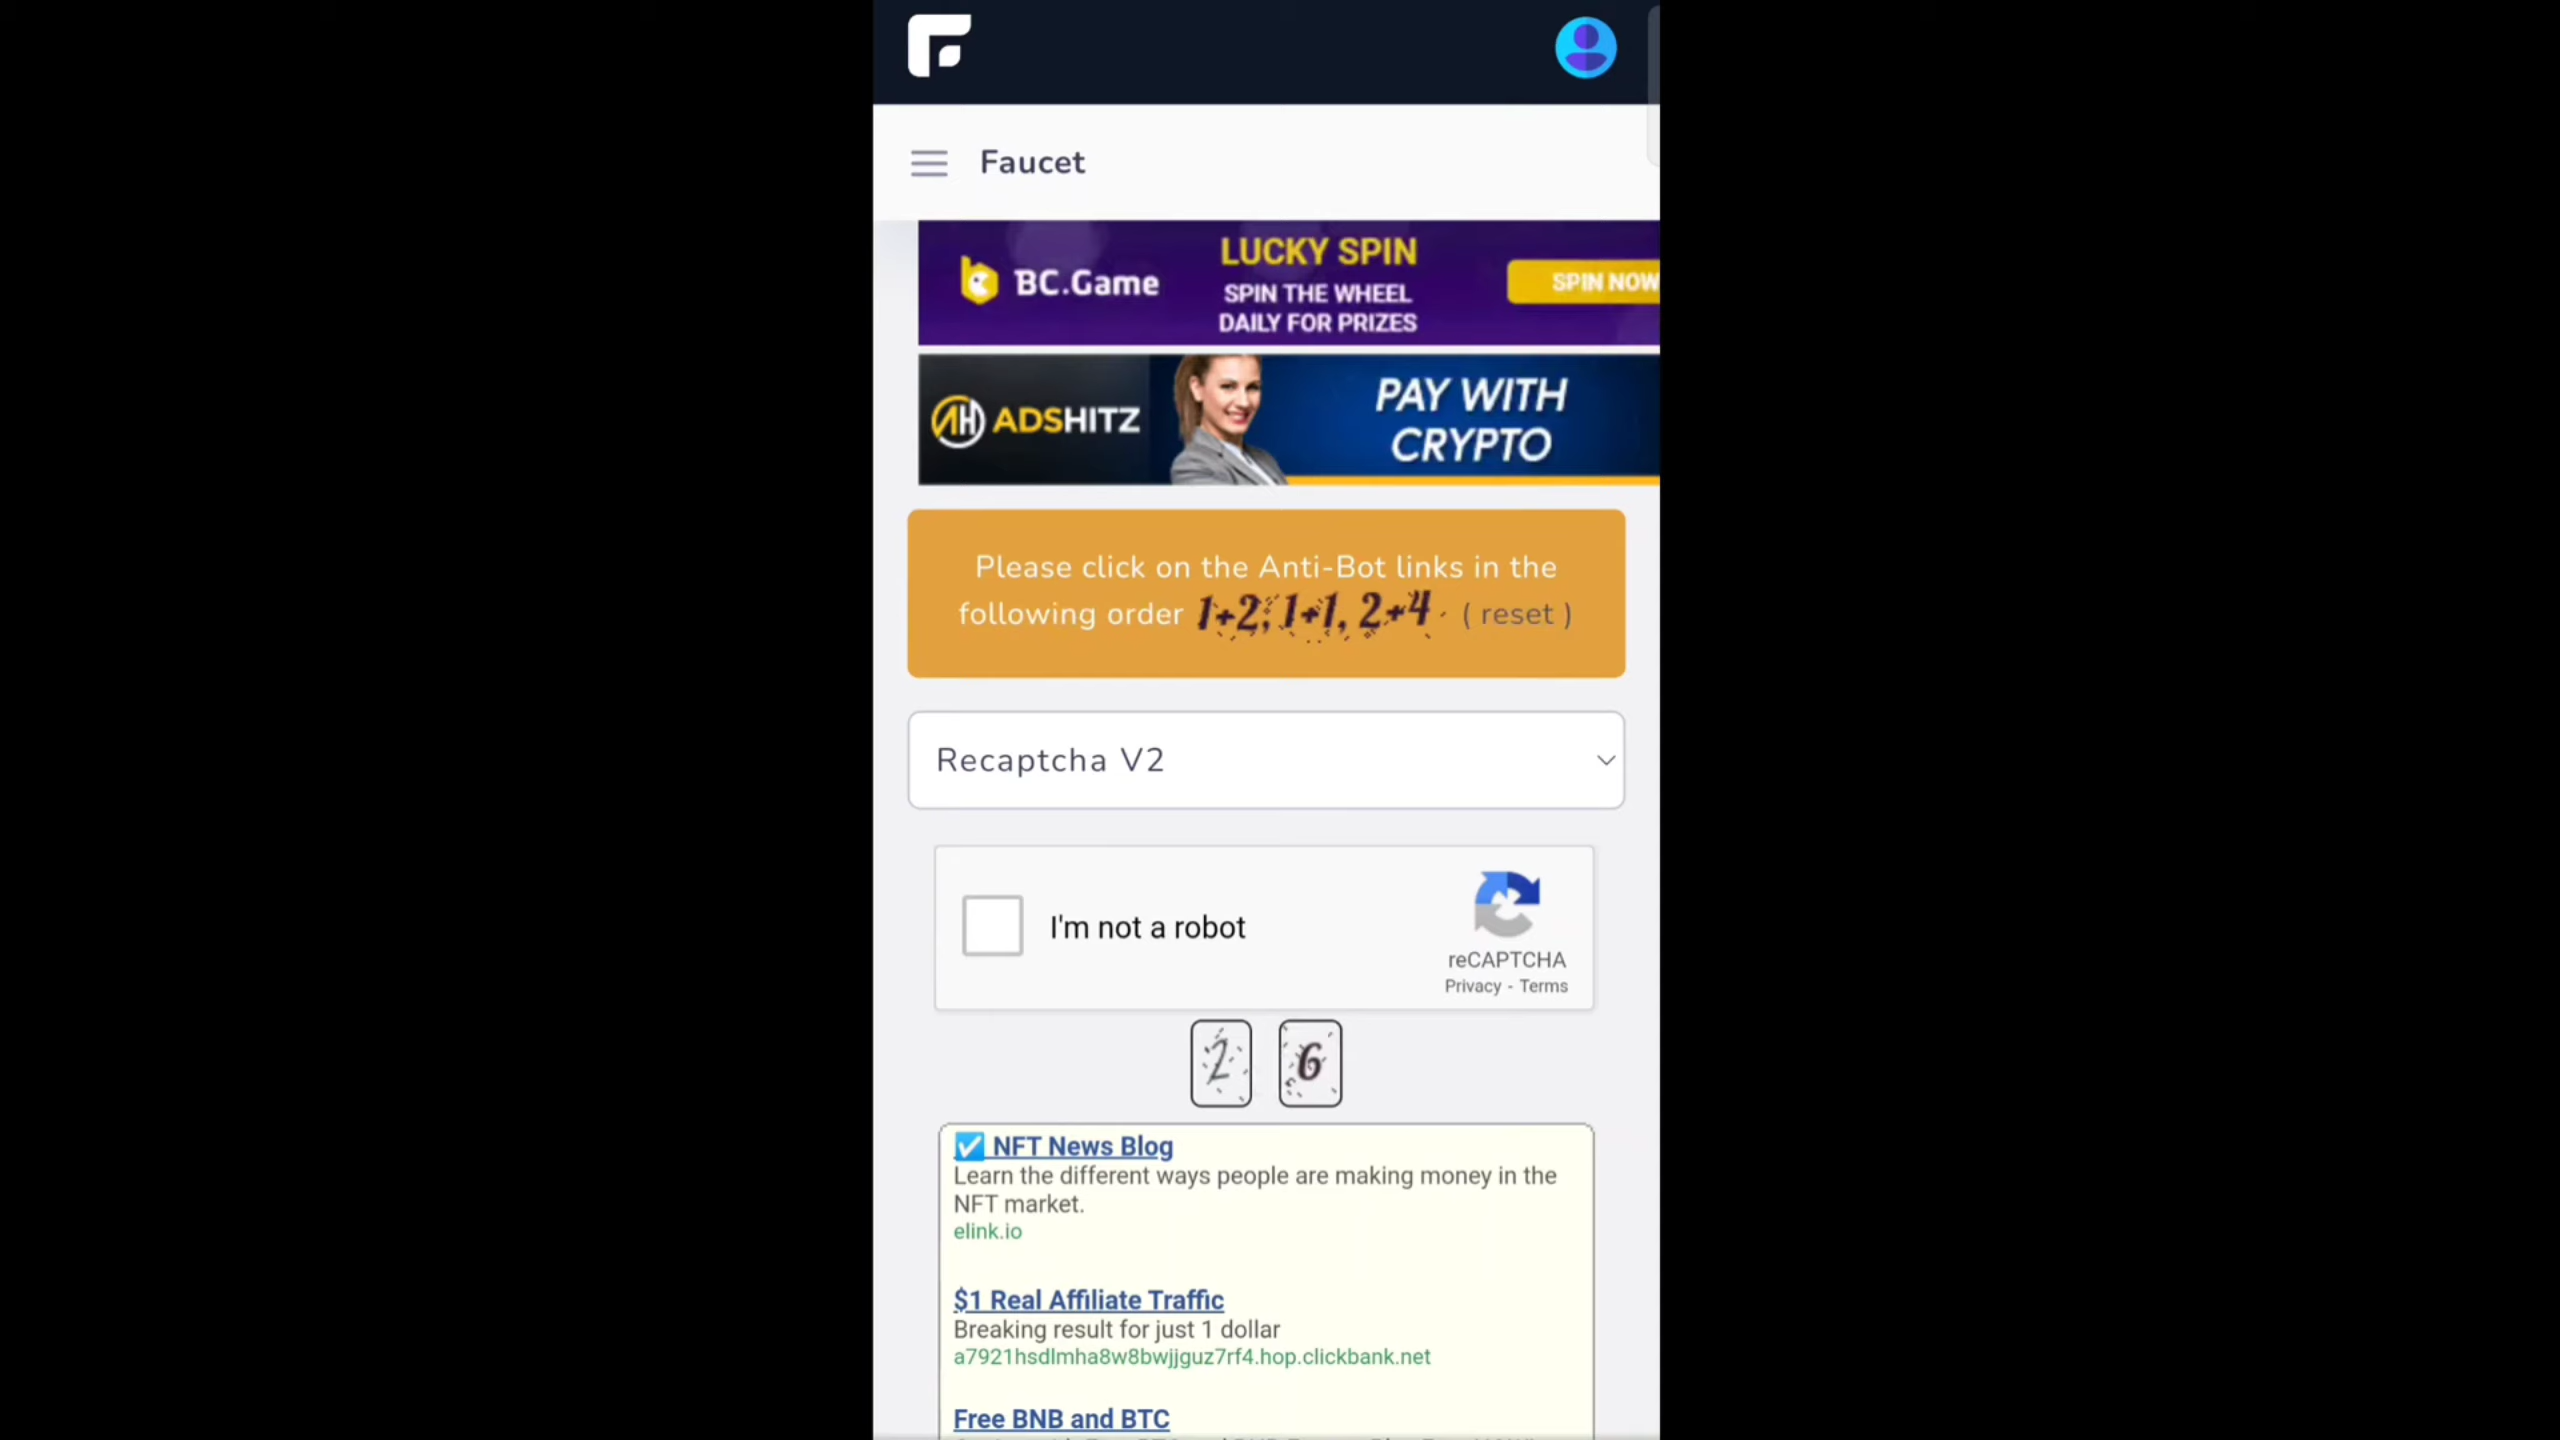 Faucet
BC.Game
LUCKY SPIN
SPIN THE WHEEL
DAILY FOR PRIZES
SPIN NOW
AH ADSHITZ
PAY WITH
CRYPTO
Please click on the Anti-Bot links in the
following order 1+2, 1+1, 2+4 ( reset )
Recaptcha V2
I'm not a robot
reCAPTCHA
Privacy - Terms
2 6
NFT News Blog
Learn the different ways people are making money in the
NFT market.
elink.io
$1 Real Affiliate Traffic
Breaking result for just 1 dollar
a7921hsdlmha8w8bwjjguz7rf4.hop.clickbank.net
Free BNB and BTC